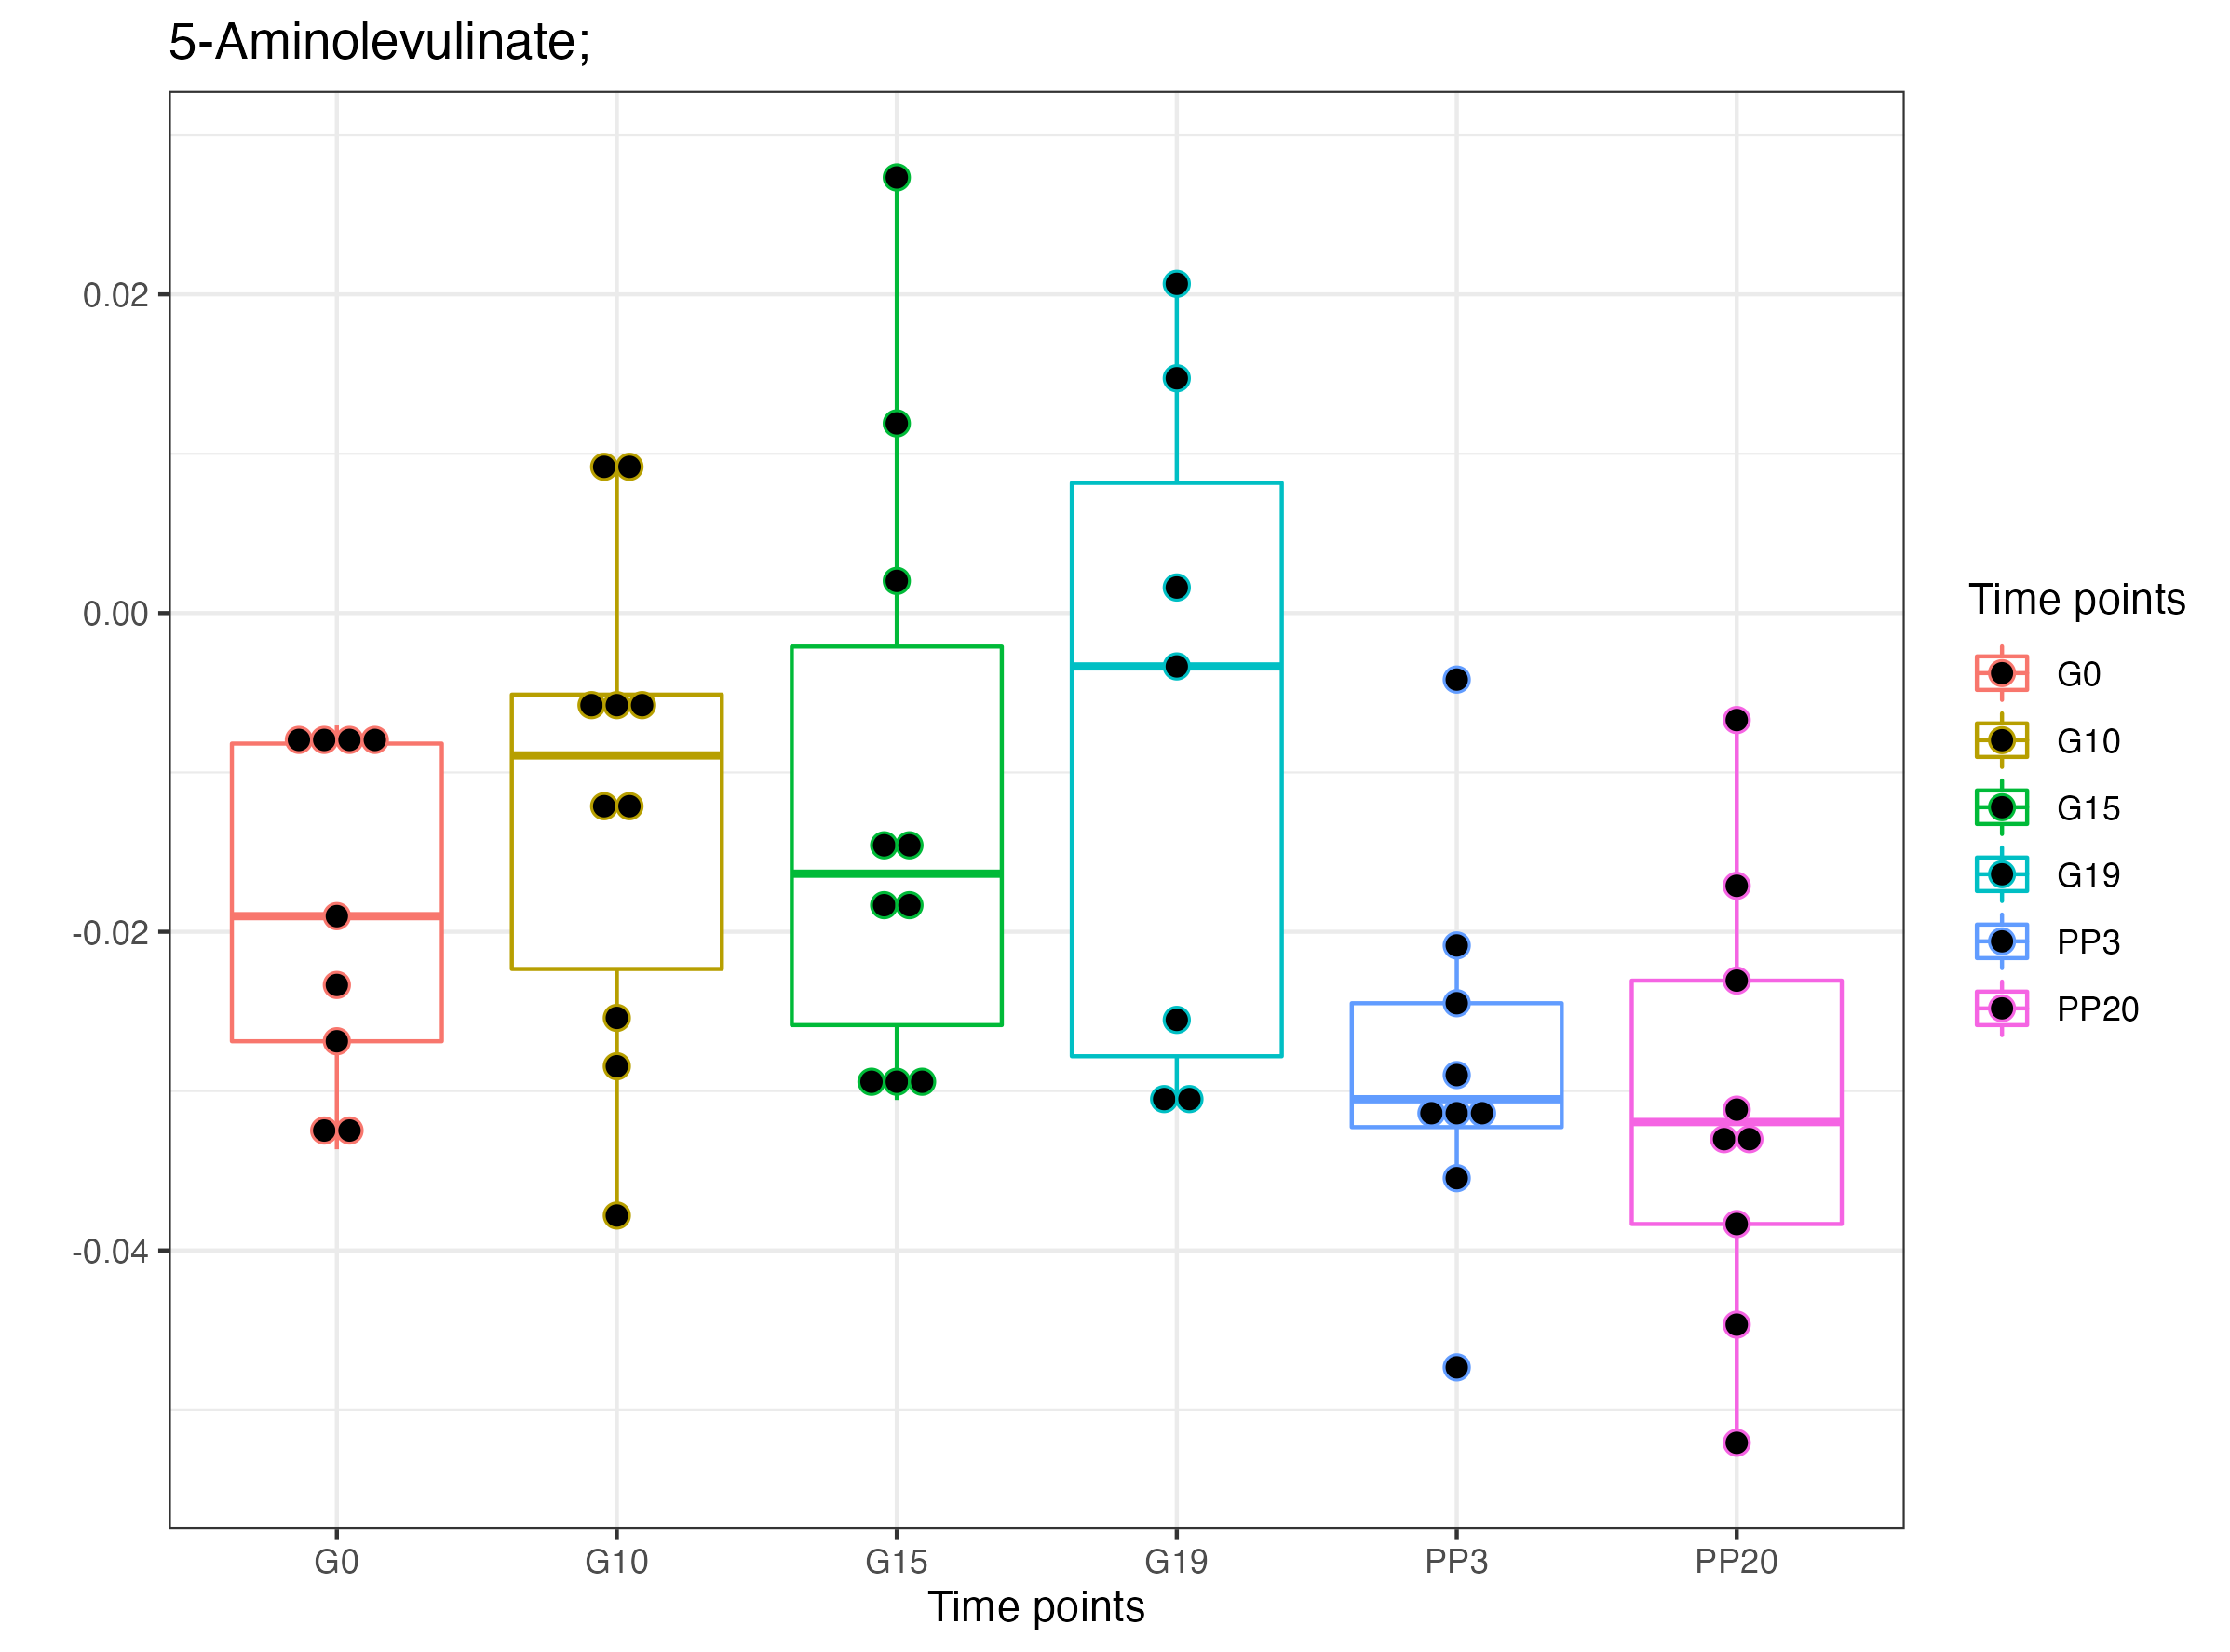 5-Aminolevulinate;
0.02
0.00
-0.02
-0.04
G0 G10 G15 G19 PP3 PP20
Time points
Time points
G0
G10
G15
G19
PP3
PP20